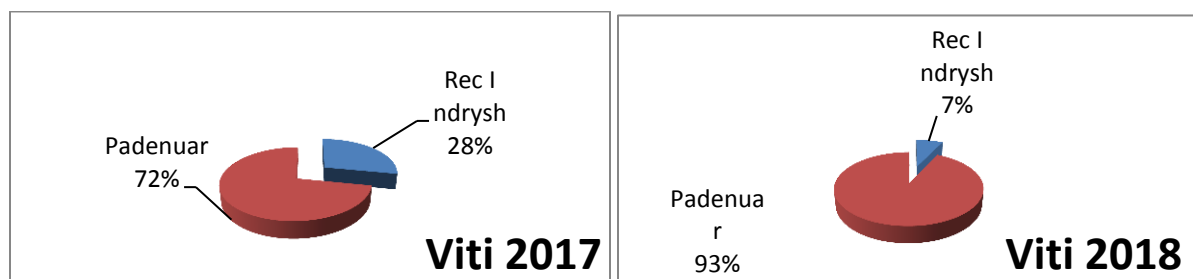 Rec I
ndrysh
28%
Padenuar
72%
Viti 2017
Rec I
ndrysh
7%
Padenua
r
93%
Viti 2018